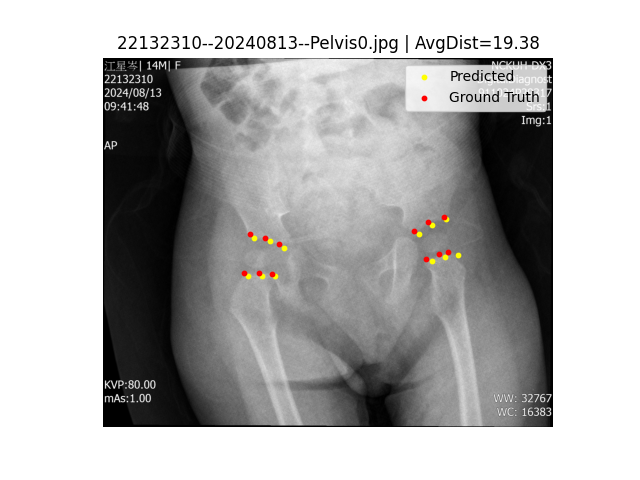 22132310--20240813--Pelvis0.jpg | AvgDist=19.38
江星岑| 14M| F
22132310
2024/08/13
09:41:48
AP
NCKUH-DX3
Predicted
Ground Truth
Srs:1
Img:1
KVP:80.00
mAs:1.00
WW: 32767
WC: 16383